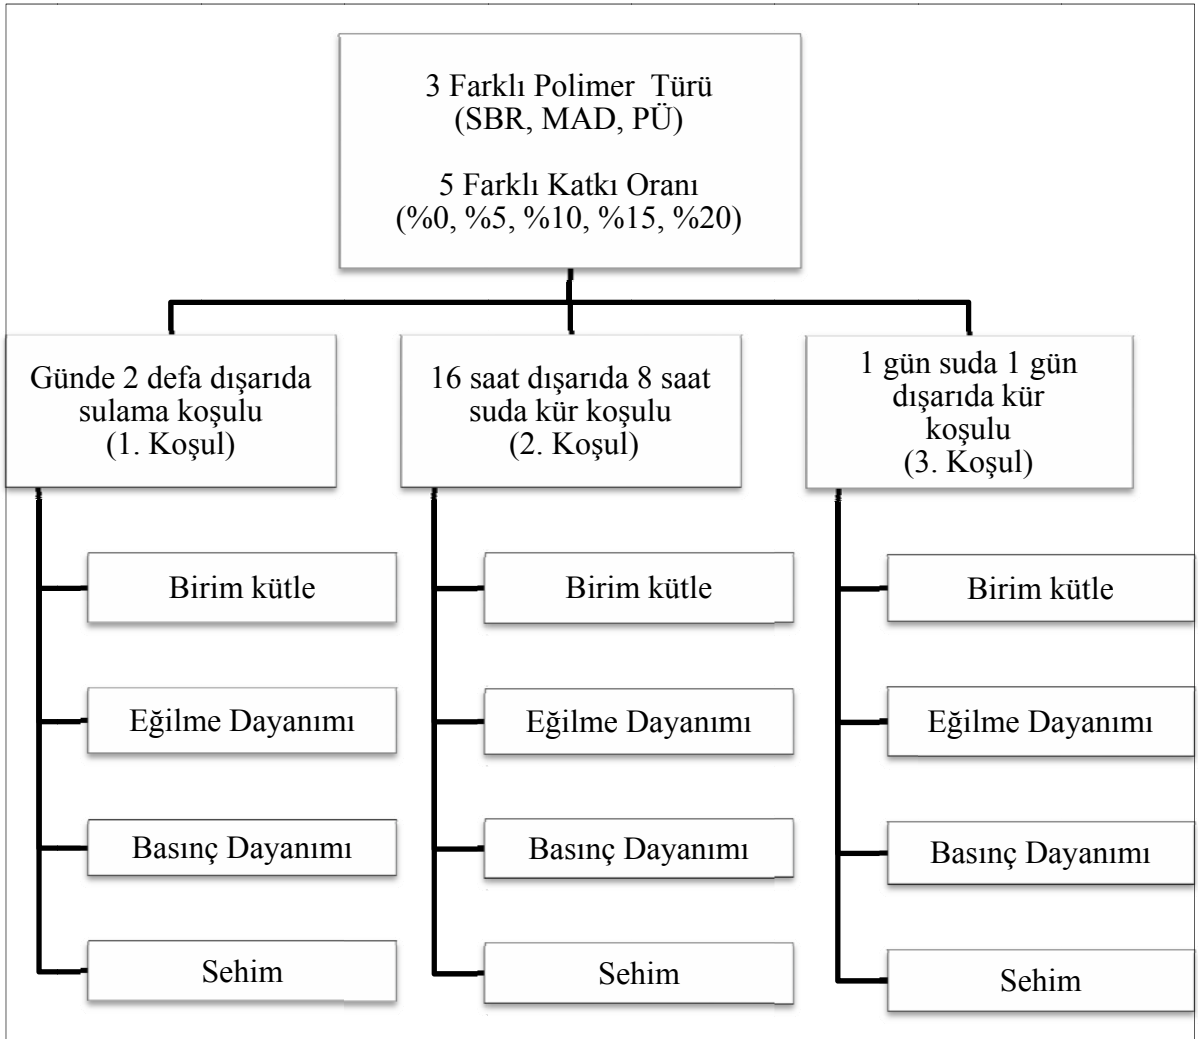 3 Farklı Polimer Türü
(SBR, MAD, PÜ)
5 Farklı Katkı Oranı
(%0, %5, %10, %15, %20)
Günde 2 defa dışarıda
sulama koşulu
(1. Koşul)
Birim kütle
Eğilme Dayanımı
Basınç Dayanımı
Sehim
16 saat dışarıda 8 saat
suda kür koşulu
(2. Koşul)
Birim kütle
Eğilme Dayanımı
Basınç Dayanımı
Sehim
1 gün suda 1 gün
dışarıda kür
koşulu
(3. Koşul)
Birim kütle
Eğilme Dayanımı
Basınç Dayanımı
Sehim